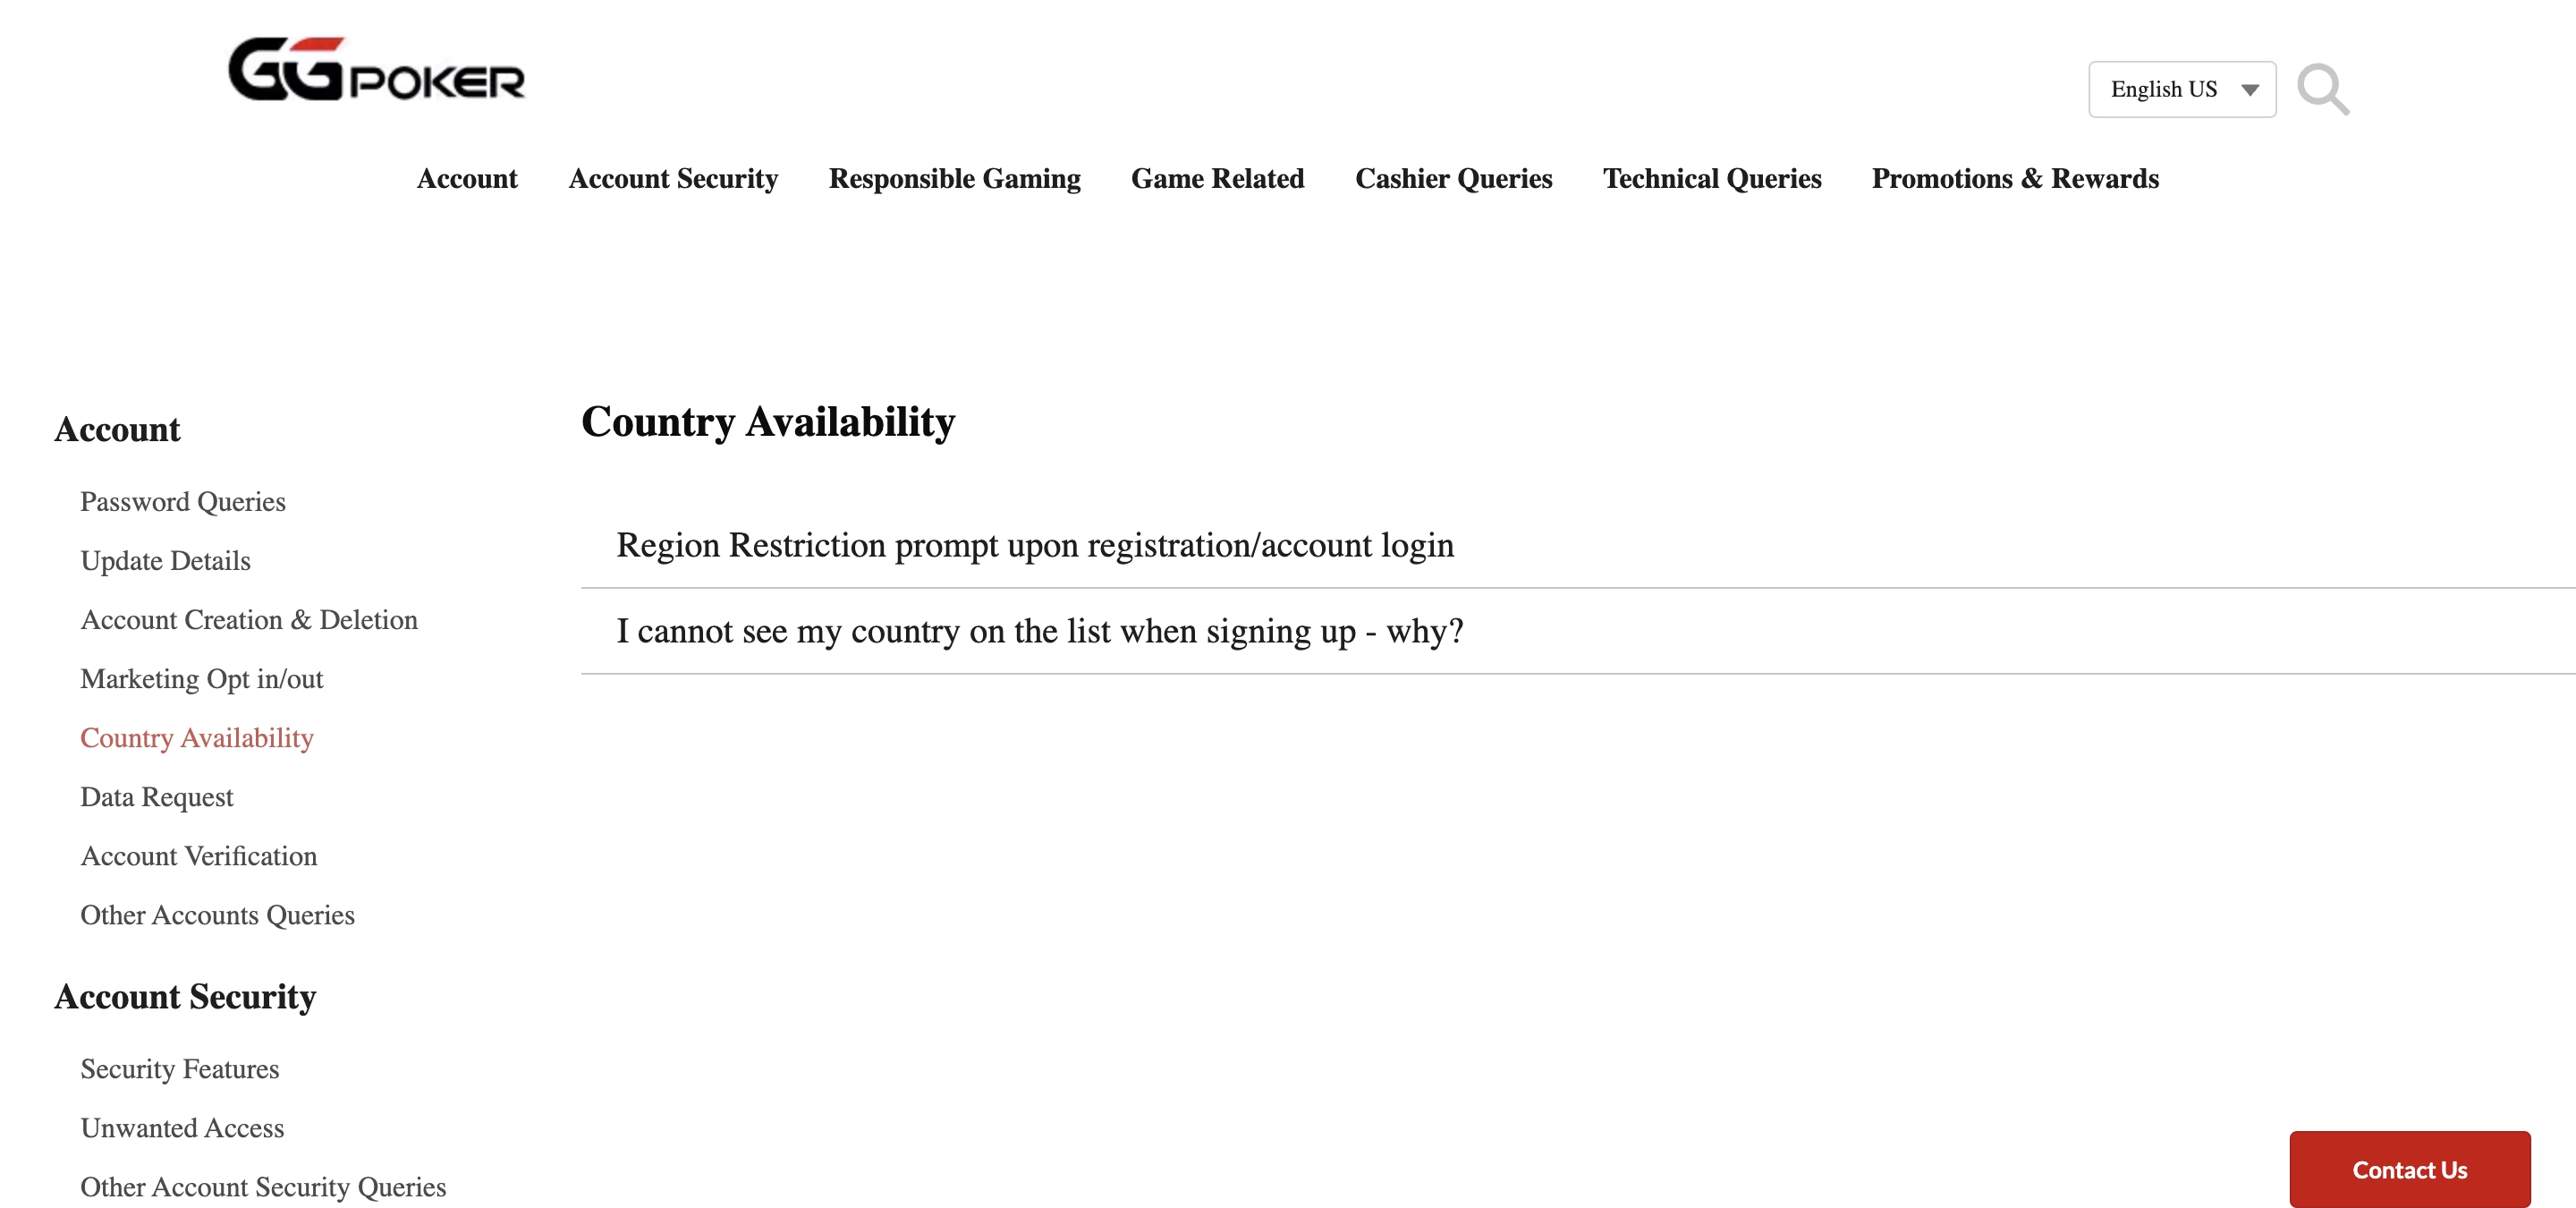 GGPOKER
English US
Account
Account Security
Responsible Gaming
Game Related
Cashier Queries
Technical Queries
Promotions & Rewards
Account
Password Queries
Update Details
Account Creation & Deletion
Marketing Opt in/out
Country Availability
Data Request
Account Verification
Other Accounts Queries
Account Security
Security Features
Unwanted Access
Other Account Security Queries
Country Availability
Region Restriction prompt upon registration/account login
I cannot see my country on the list when signing up - why?
Contact Us